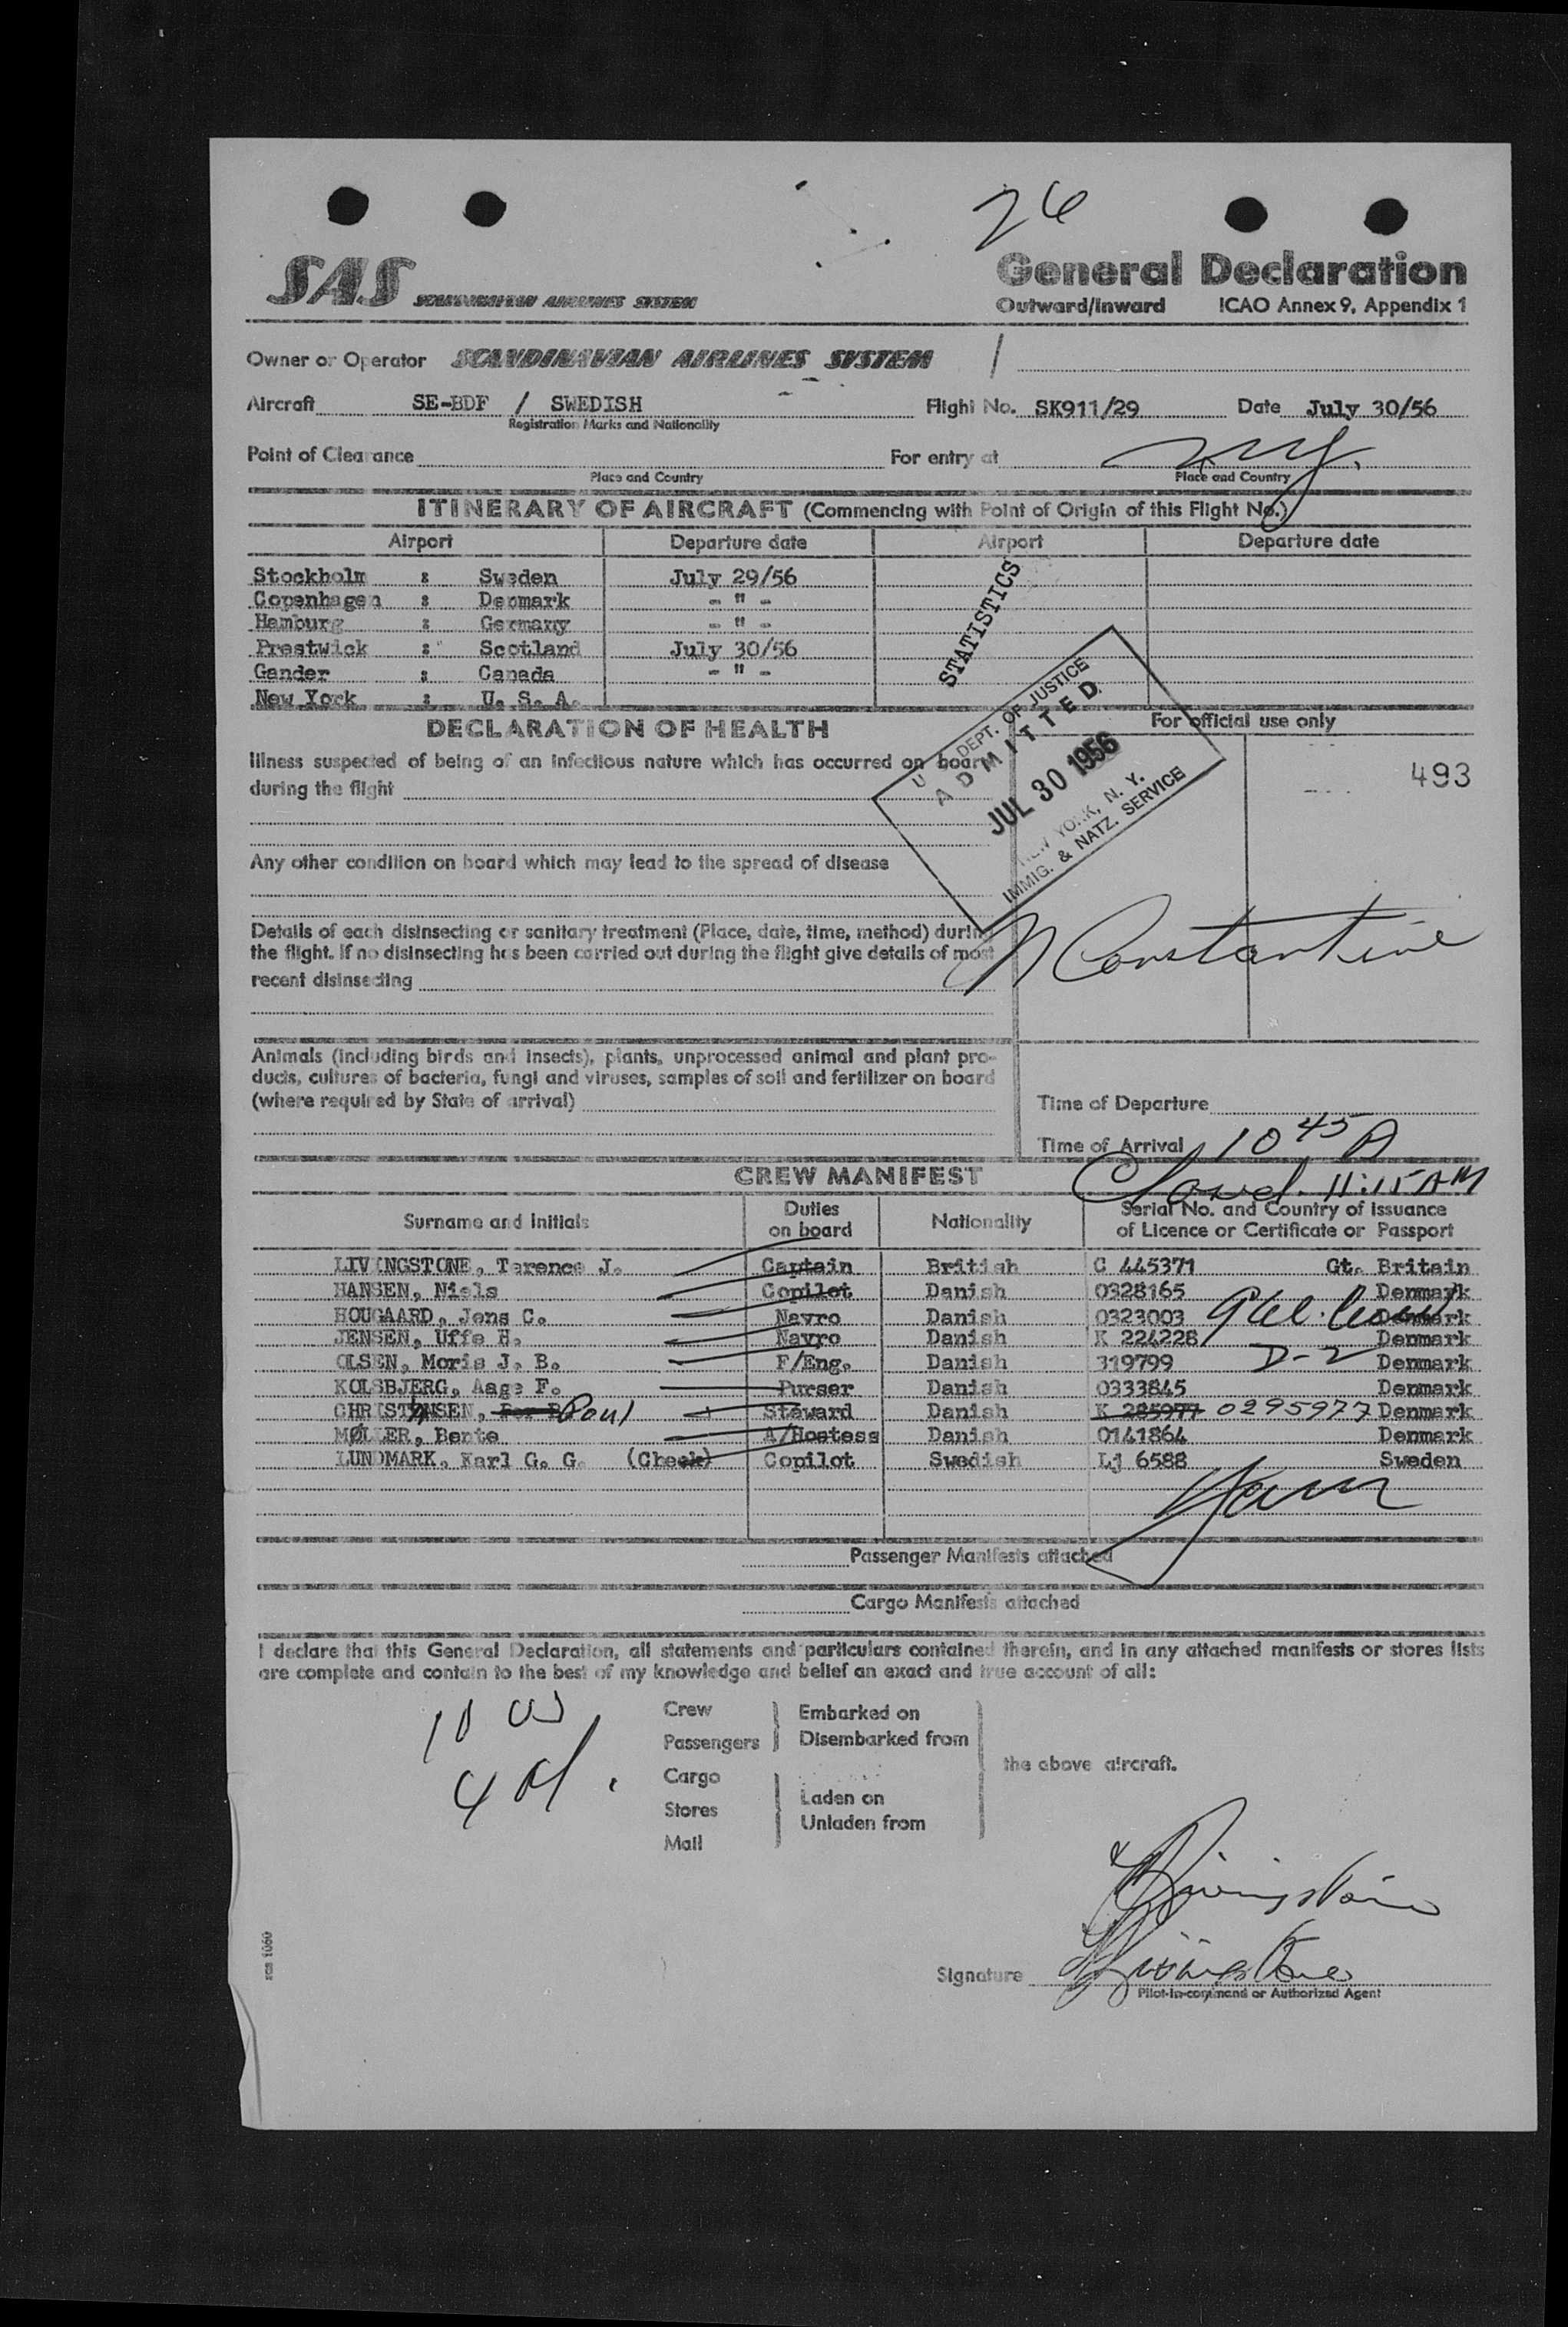 26
SAS SCANDINAVIAN AIRLINES SYSTEM
General Declaration
Outward/Inward ICAO Annex 9, Appendix 1
Owner or Operator SCANDINAVIAN AIRLINES SYSTEM
Aircraft SE-BDF / SWEDISH Flight No. SK911/29 Date July 30/56
Registration Marks and Nationality
Point of Clearance For entry at NY.
Place and Country Place and Country
ITINERARY OF AIRCRAFT (Commencing with Point of Origin of this Flight No.)
Airport Departure date Airport Departure date
Stockholm : Sweden July 29/56
Copenhagen : Denmark - " -
Hamburg : Germany - " -
Prestwick : Scotland July 30/56
Gander : Canada - " -
New York : U. S. A.
STATISTICS
U. S. DEPT. OF JUSTICE
ADMITTED
JUL 30 1956
NEW YORK, N. Y.
IMMIG. & NATZ. SERVICE
DECLARATION OF HEALTH
For official use only
493
Illness suspected of being of an infectious nature which has occurred on board
during the flight
Any other condition on board which may lead to the spread of disease
Details of each disinsecting or sanitary treatment (Place, date, time, method) during
the flight. If no disinsecting has been carried out during the flight give details of most
recent disinsecting
Constantine
Animals (including birds and insects), plants, unprocessed animal and plant pro-
ducts, cultures of bacteria, fungi and viruses, samples of soil and fertilizer on board
(where required by State of arrival)
Time of Departure
Time of Arrival 10 45 A
11:15 AM
CREW MANIFEST
Surname and Initials Duties on board Nationality Serial No. and Country of Issuance of Licence or Certificate or Passport
LIVINGSTONE, Terence J. Captain British C 445371 Gt. Britain
HANSEN, Niels Copilot Danish 0328165 Denmark
HOUGAARD, Jens C. Navro Danish 0323003 Denmark
JENSEN, Uffe H. Navro Danish K 224228 Denmark
OLSEN, Moris J. B. F/Eng. Danish 319799 D-2 Denmark
KOLSBJERG, Aage F. Purser Danish 0333845 Denmark
CHRISTANSEN, Poul Steward Danish K 285977 0295977 Denmark
MØLLER, Bente A/Hostess Danish 0141864 Denmark
LUNDMARK, Karl G. G. (Check) Copilot Swedish Lj 6588 Sweden
Passenger Manifests attached
Cargo Manifests attached
I declare that this General Declaration, all statements and particulars contained therein, and in any attached manifests or stores lists
are complete and contain to the best of my knowledge and belief an exact and true account of all:
Crew
Passengers
Embarked on
Disembarked from
Cargo
Stores
Mail
Laden on
Unladen from
the above aircraft.
Livingstone
Signature Livingstone
Pilot-in-command or Authorized Agent